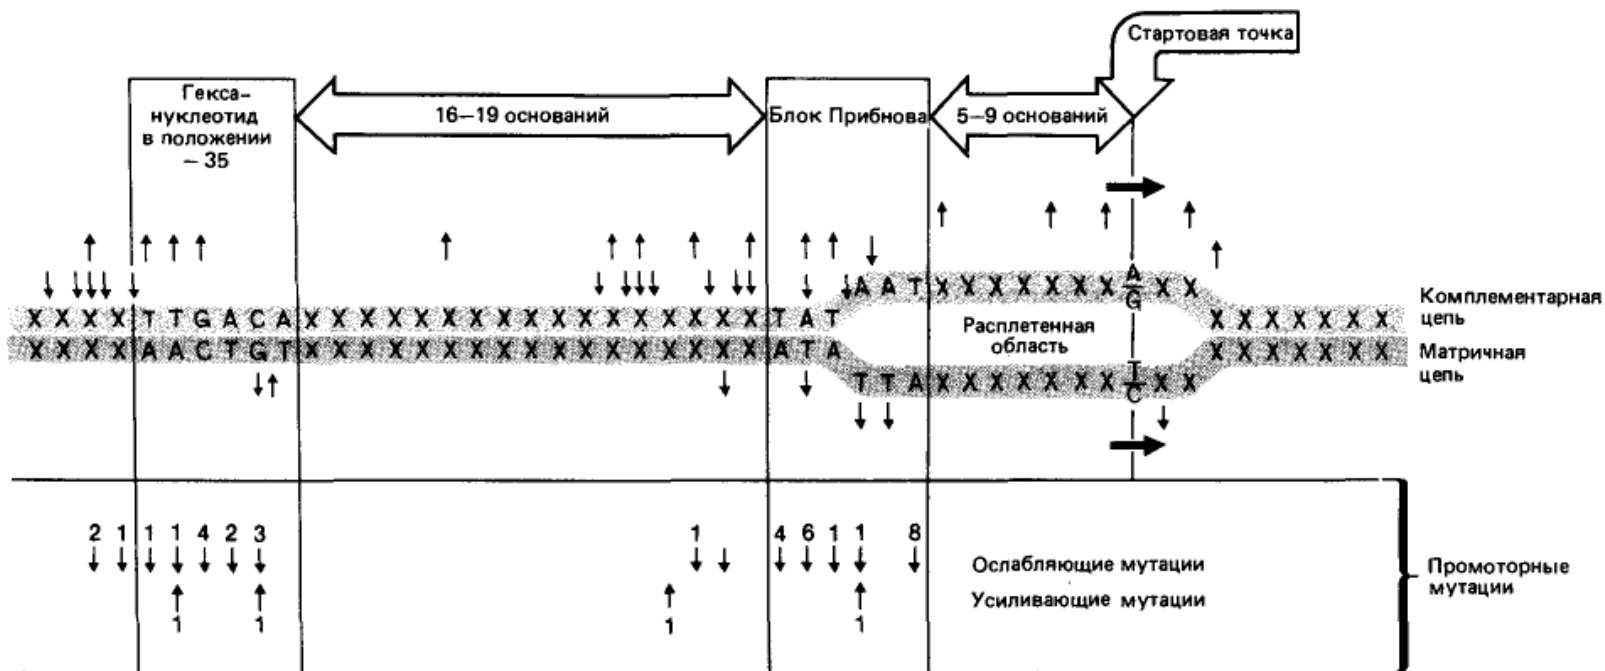 Стартовая точка
Гекса-
нуклеотид
в положении
– 35
16–19 оснований
Блок Прибнова
5–9 оснований
X X X X T T G A C A X X X X X X X X X X X X X X X X X T A T A A T X X X X X X X A/G X X X X X X X X X
Комплементарная
цепь
Расплетенная
область
X X X X A A C T G T X X X X X X X X X X X X X X X X X A T A T T A X X X X X X X T/C X X X X X X X X X
Матричная
цепь
2 1 1 1 4 2 3 1 4 6 1 1 8
Ослабляющие мутации
Усиливающие мутации
1 1 1 1
Промоторные
мутации